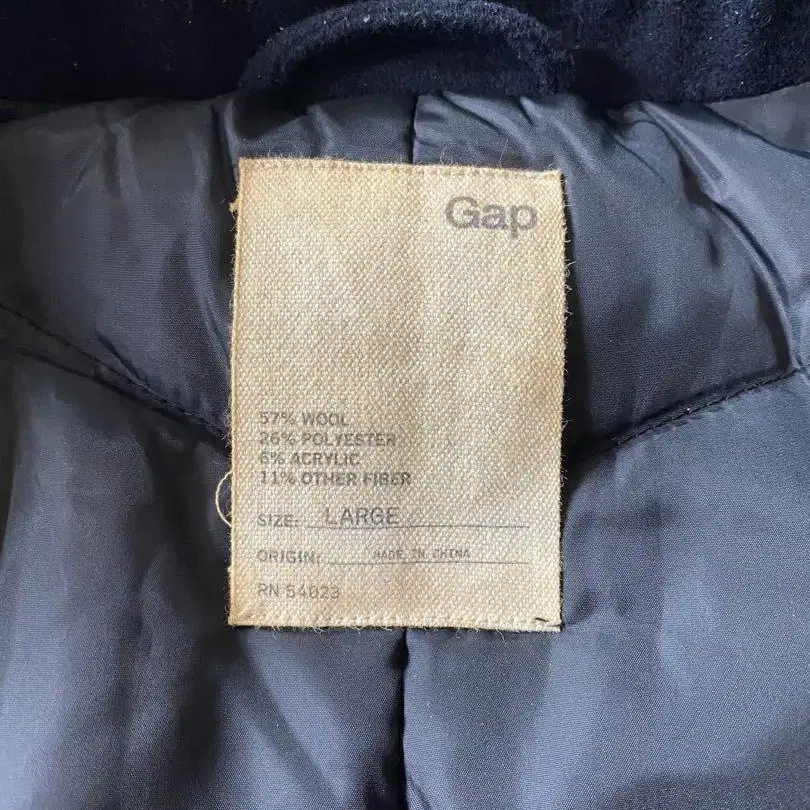 Gap
57% WOOL
26% POLYESTER
6% ACRYLIC
11% OTHER FIBER
SIZE: LARGE
ORIGIN: MADE IN CHINA
RN 54023